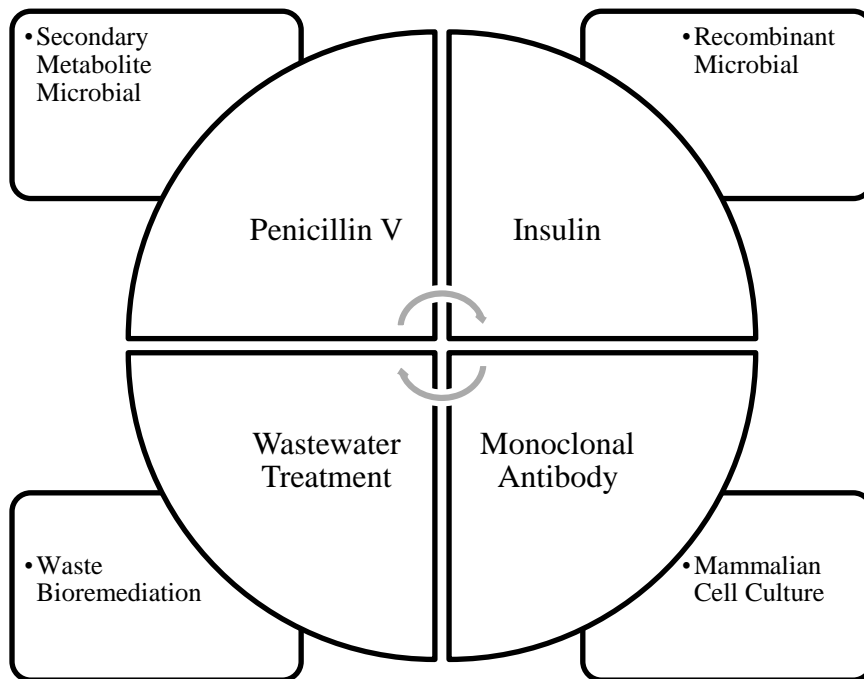 • Secondary
Metabolite
Microbial
• Recombinant
Microbial
Penicillin V
Insulin
Wastewater
Treatment
Monoclonal
Antibody
• Waste
Bioremediation
• Mammalian
Cell Culture